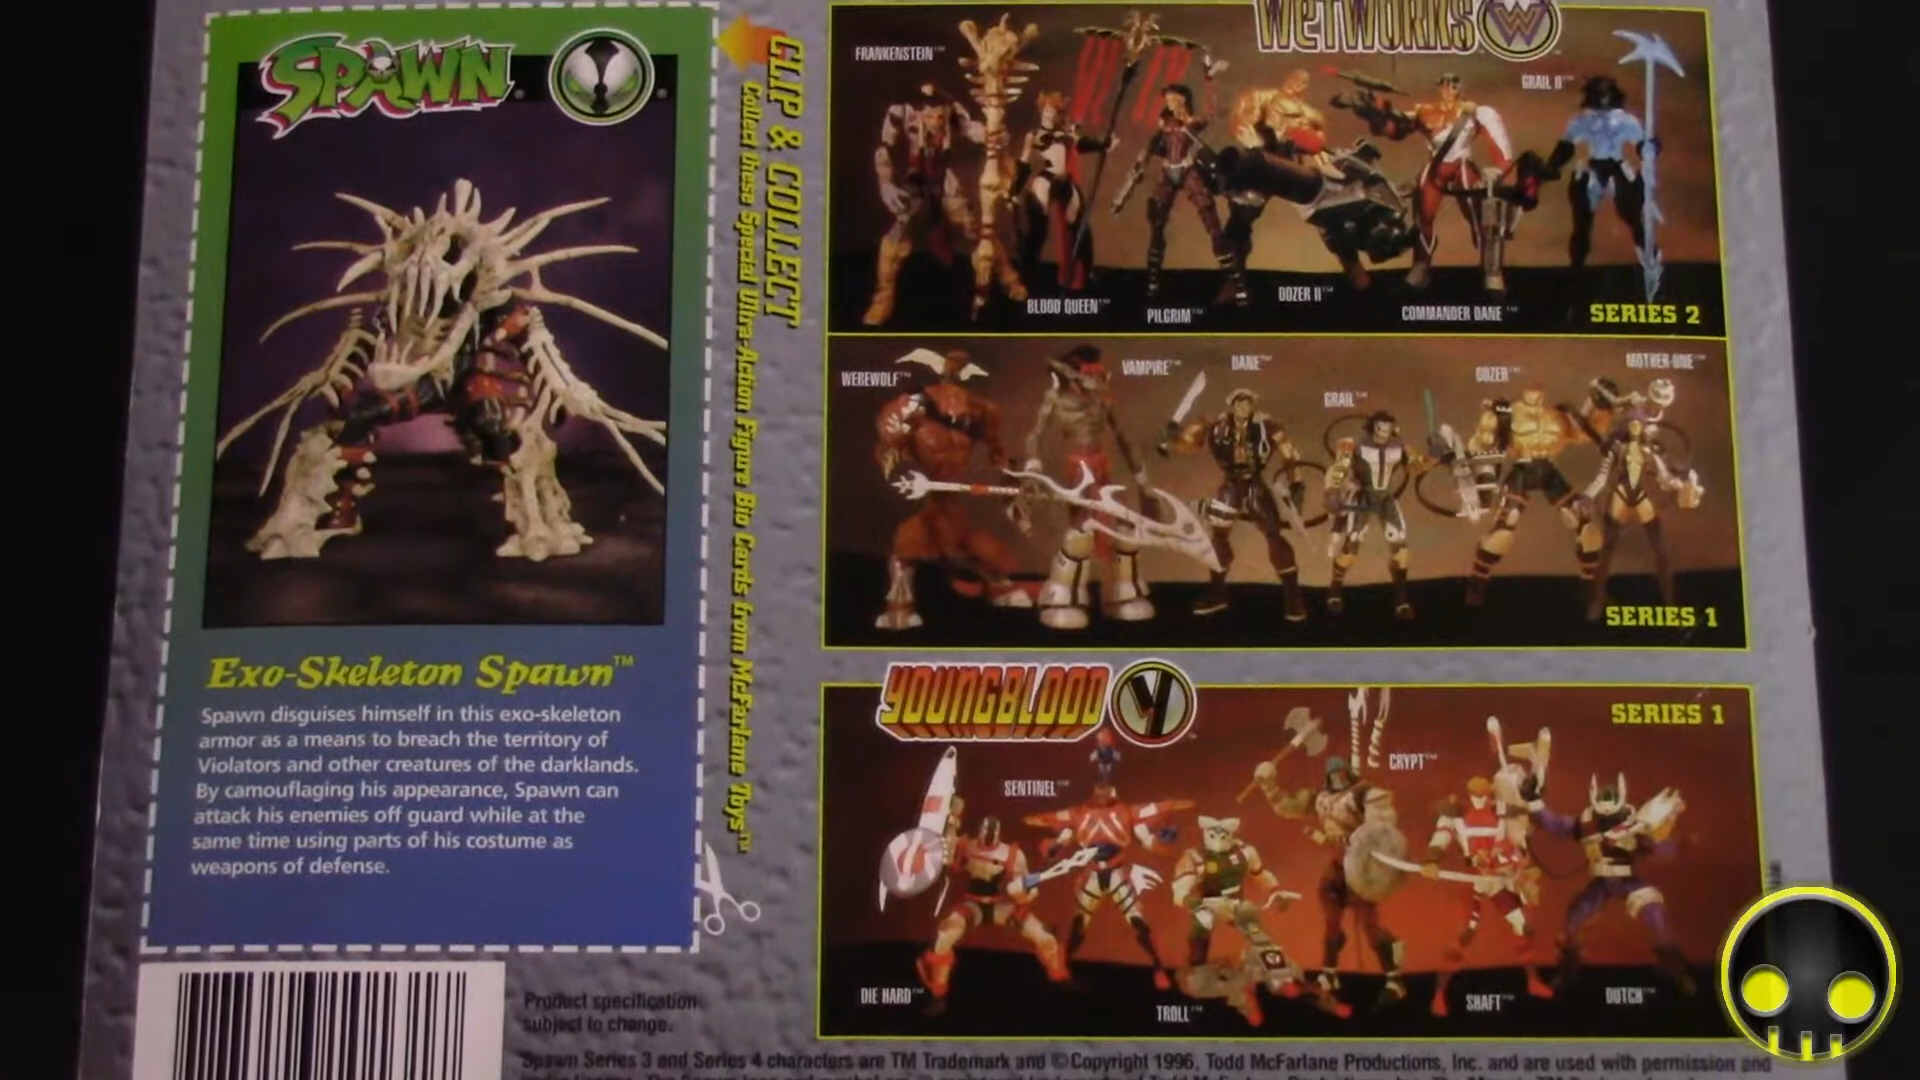 SPAWN
Exo-Skeleton Spawn™
Spawn disguises himself in this exo-skeleton
armor as a means to breach the territory of
Violators and other creatures of the darklands.
By camouflaging his appearance, Spawn can
attack his enemies off guard while at the
same time using parts of his costume as
weapons of defense.
CLIP & COLLECT
Collect these Special Ultra-Action Figure Bio Cards from McFarlane Toys™
WETWORKS
FRANKENSTEIN™
GRAIL II™
BLOOD QUEEN™
PILGRIM™
DOZER II™
COMMANDER DANE™
SERIES 2
WEREWOLF™
VAMPIRE™
DANE™
GRAIL™
DOZER™
MOTHER-ONE™
SERIES 1
YOUNGBLOOD
SERIES 1
SENTINEL™
CRYPT™
DIE HARD™
TROLL™
SHAFT™
DUTCH™
Product specification
subject to change.
Spawn Series 3 and Series 4 characters are TM Trademark and © Copyright 1996, Todd McFarlane Productions, Inc. and are used with permission and